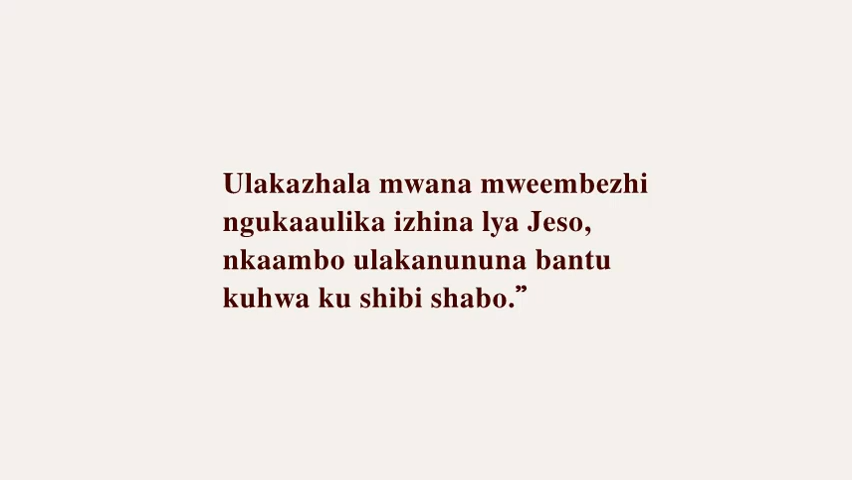 Ulakazhala mwana mweembezhi
ngukaaulika izhina lya Jeso,
nkaambo ulakanununa bantu
kuhwa ku shibi shabo.”